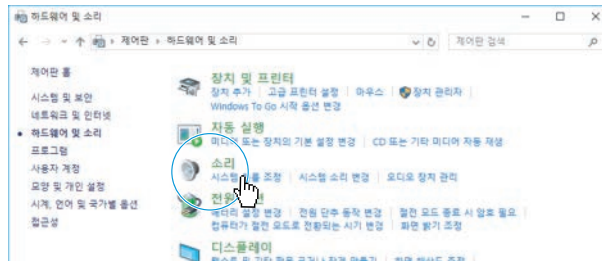 하드웨어 및 소리
제어판 › 하드웨어 및 소리
제어판 검색
제어판 홈
시스템 및 보안
네트워크 및 인터넷
하드웨어 및 소리
프로그램
사용자 계정
모양 및 개인 설정
시계, 언어 및 국가별 옵션
접근성
장치 및 프린터
장치 추가 | 고급 프린터 설정 | 마우스 | 장치 관리자
Windows To Go 시작 옵션 변경
자동 실행
미디어 또는 장치의 기본 설정 변경 | CD 또는 기타 미디어 자동 재생
소리
시스템 조정 | 시스템 소리 변경 | 오디오 장치 관리
전원
배터리 설정 변경 | 전원 단추 동작 변경 | 절전 모드 종료 시 암호 필요
컴퓨터가 절전 모드로 전환되는 시기 변경 | 화면 밝기 조정
디스플레이